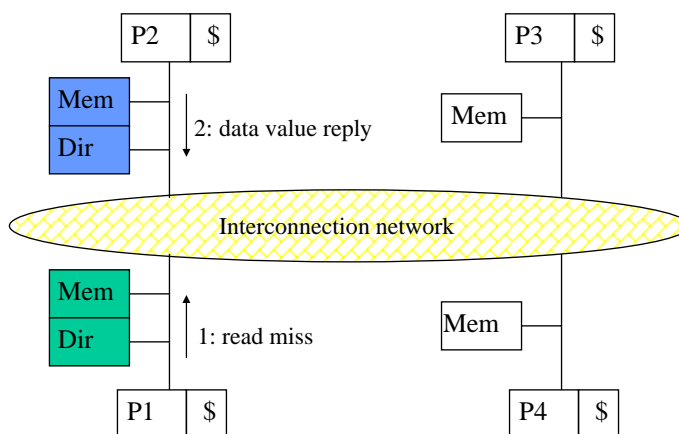 P2 $
P3 $
Mem
Dir
2: data value reply
Mem
Interconnection network
Mem
Dir
1: read miss
Mem
P1 $
P4 $